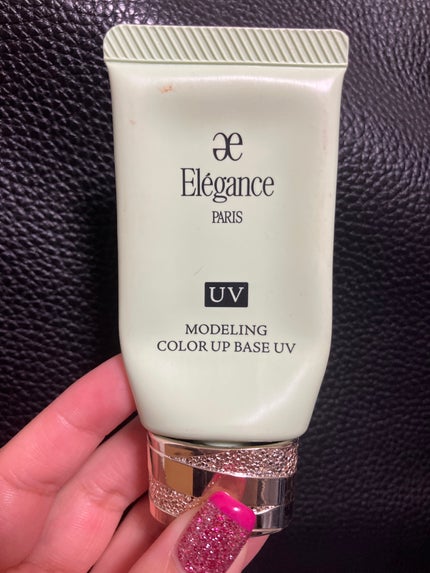 Elégance
PARIS
UV
MODELING
COLOR UP BASE UV